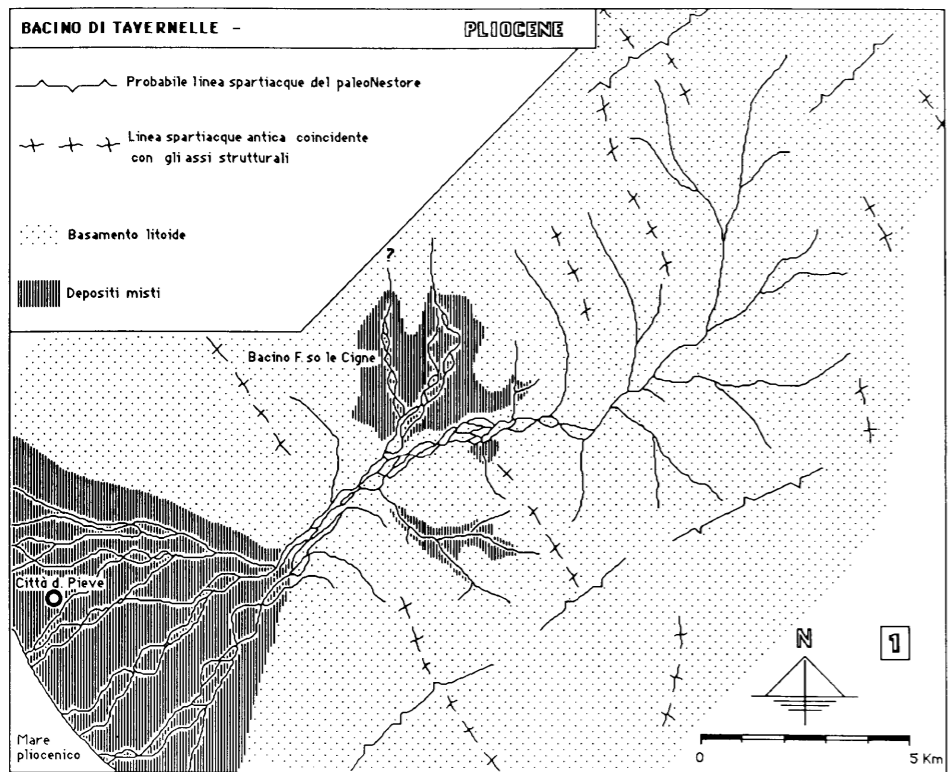 BACINO DI TAVERNELLE -
PLIOCENE
Probabile linea spartiacque del paleoNestore
Linea spartiacque antica coincidente
con gli assi strutturali
Basamento litoide
Depositi misti
?
Bacino F. so le Cigne
Città d. Pieve
Mare
pliocenico
N
1
0
5 Km